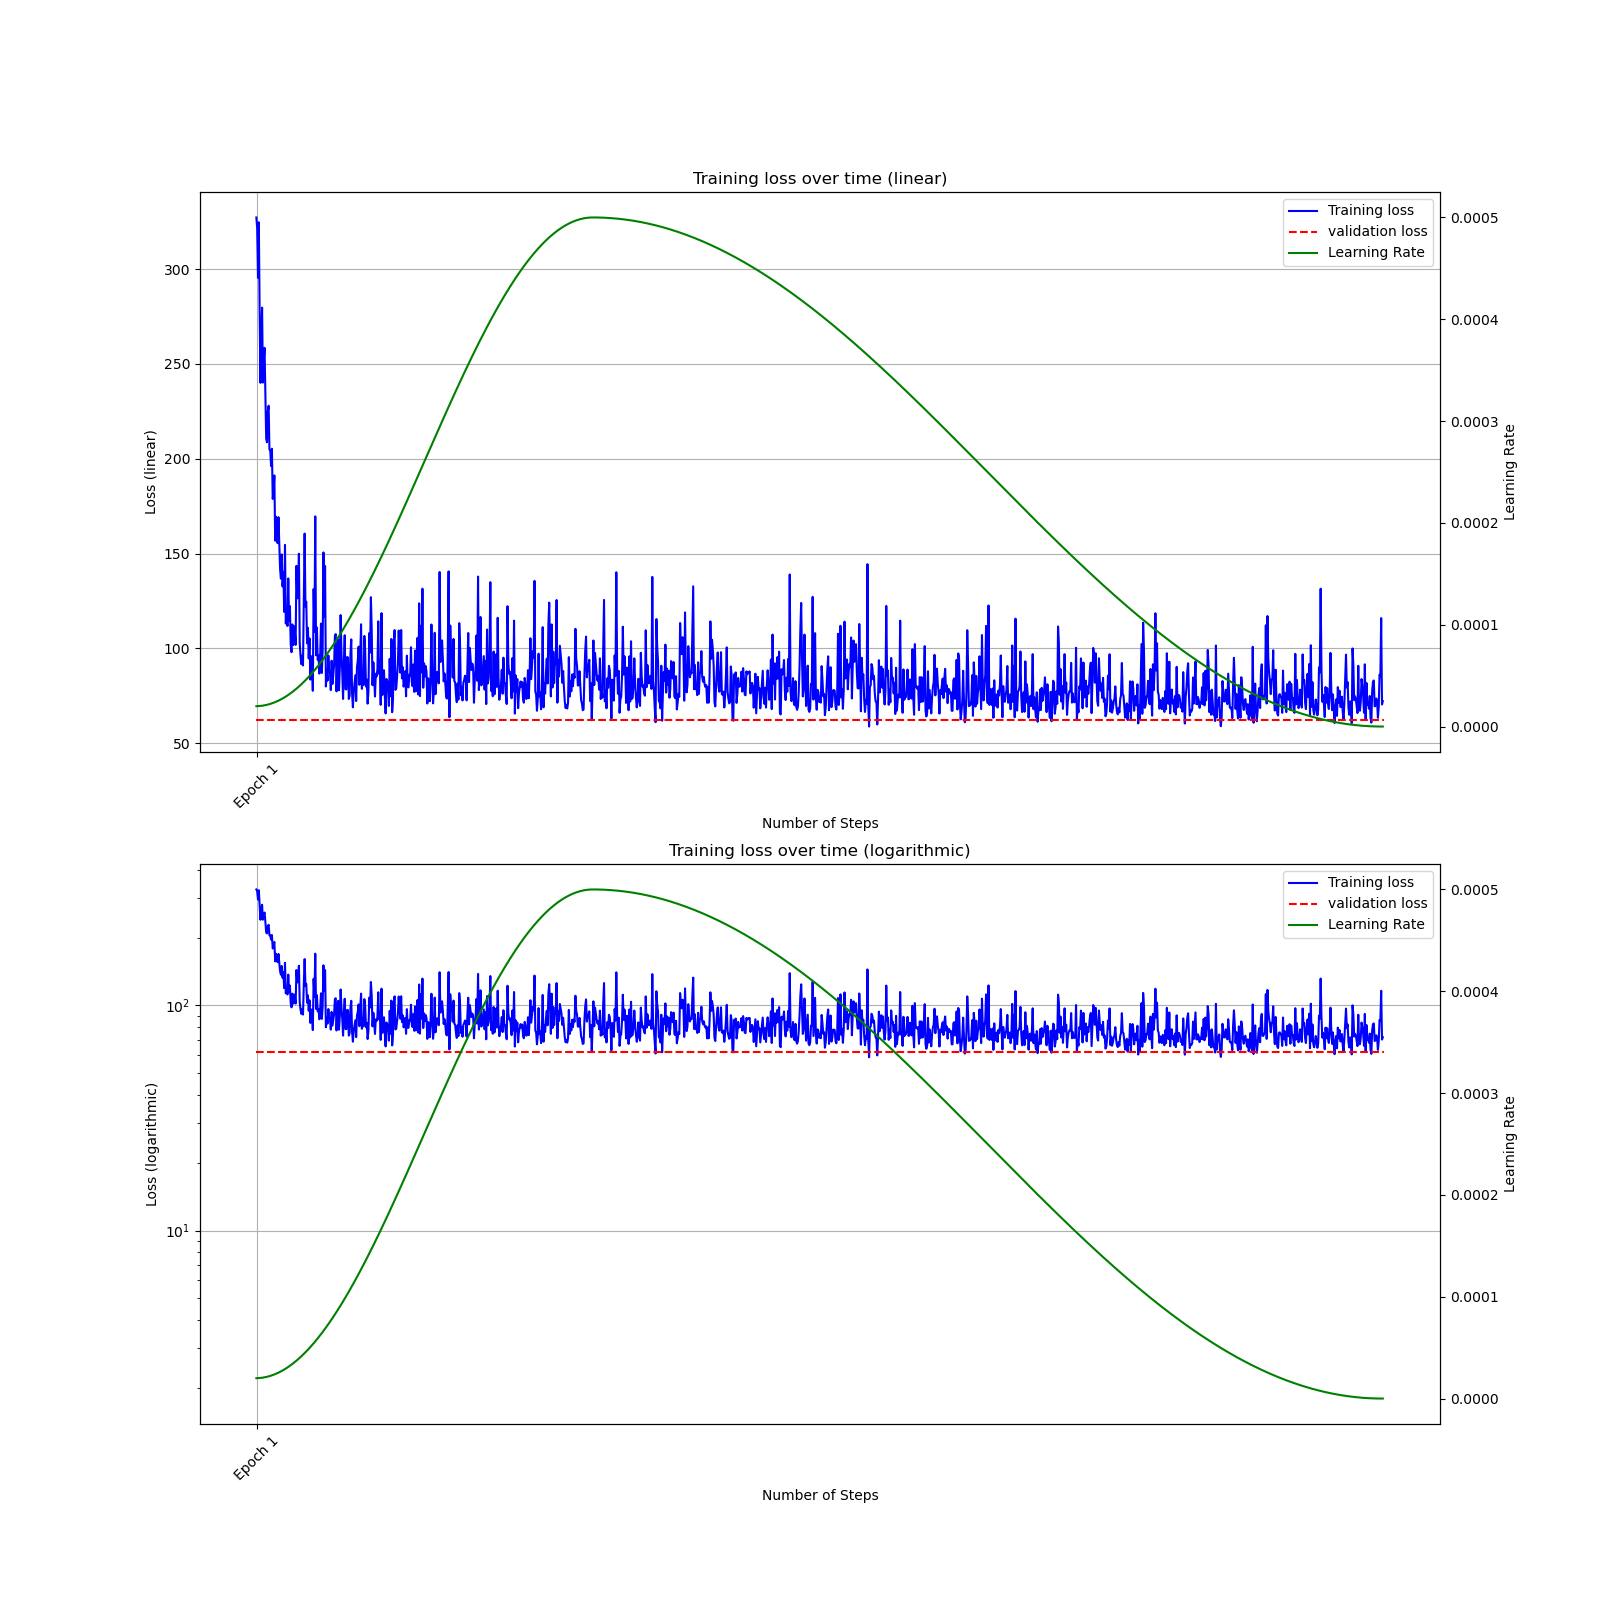 Training loss over time (linear)
Training loss
validation loss
Learning Rate
300
250
200
150
100
50
Loss (linear)
0.0005
0.0004
0.0003
0.0002
0.0001
0.0000
Learning Rate
Epoch 1
Number of Steps
Training loss over time (logarithmic)
Training loss
validation loss
Learning Rate
10²
10¹
Loss (logarithmic)
0.0005
0.0004
0.0003
0.0002
0.0001
0.0000
Learning Rate
Epoch 1
Number of Steps